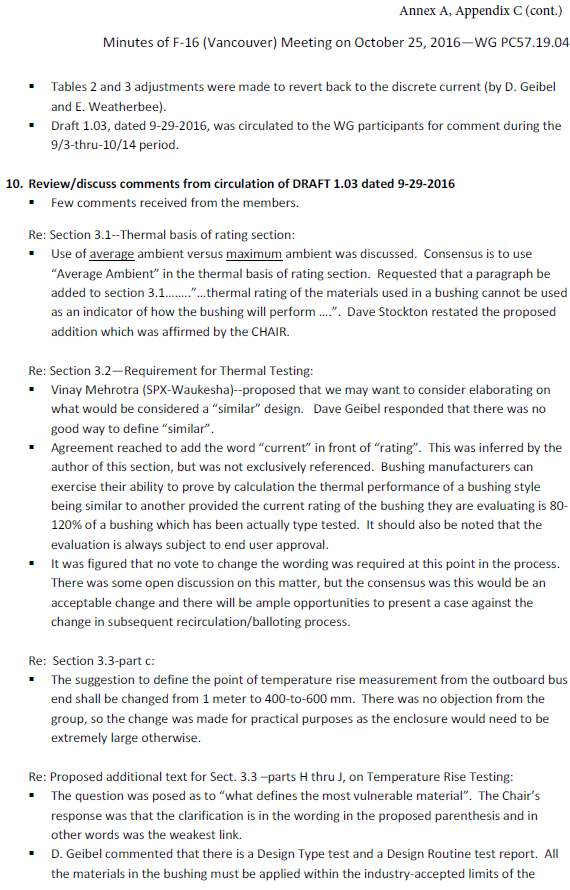 Annex A, Appendix C (cont.)
Minutes of F-16 (Vancouver) Meeting on October 25, 2016—WG PC57.19.04
▪ Tables 2 and 3 adjustments were made to revert back to the discrete current (by D. Geibel
and E. Weatherbee).
▪ Draft 1.03, dated 9-29-2016, was circulated to the WG participants for comment during the
9/3-thru-10/14 period.
10. Review/discuss comments from circulation of DRAFT 1.03 dated 9-29-2016
▪ Few comments received from the members.
Re: Section 3.1--Thermal basis of rating section:
▪ Use of average ambient versus maximum ambient was discussed. Consensus is to use
“Average Ambient” in the thermal basis of rating section. Requested that a paragraph be
added to section 3.1........”…thermal rating of the materials used in a bushing cannot be used
as an indicator of how the bushing will perform ….”. Dave Stockton restated the proposed
addition which was affirmed by the CHAIR.
Re: Section 3.2—Requirement for Thermal Testing:
▪ Vinay Mehrotra (SPX-Waukesha)--proposed that we may want to consider elaborating on
what would be considered a “similar” design. Dave Geibel responded that there was no
good way to define “similar”.
▪ Agreement reached to add the word “current” in front of “rating”. This was inferred by the
author of this section, but was not exclusively referenced. Bushing manufacturers can
exercise their ability to prove by calculation the thermal performance of a bushing style
being similar to another provided the current rating of the bushing they are evaluating is 80-
120% of a bushing which has been actually type tested. It should also be noted that the
evaluation is always subject to end user approval.
▪ It was figured that no vote to change the wording was required at this point in the process.
There was some open discussion on this matter, but the consensus was this would be an
acceptable change and there will be ample opportunities to present a case against the
change in subsequent recirculation/balloting process.
Re: Section 3.3-part c:
▪ The suggestion to define the point of temperature rise measurement from the outboard bus
end shall be changed from 1 meter to 400-to-600 mm. There was no objection from the
group, so the change was made for practical purposes as the enclosure would need to be
extremely large otherwise.
Re: Proposed additional text for Sect. 3.3 –parts H thru J, on Temperature Rise Testing:
▪ The question was posed as to “what defines the most vulnerable material”. The Chair’s
response was that the clarification is in the wording in the proposed parenthesis and in
other words was the weakest link.
▪ D. Geibel commented that there is a Design Type test and a Design Routine test report. All
the materials in the bushing must be applied within the industry-accepted limits of the